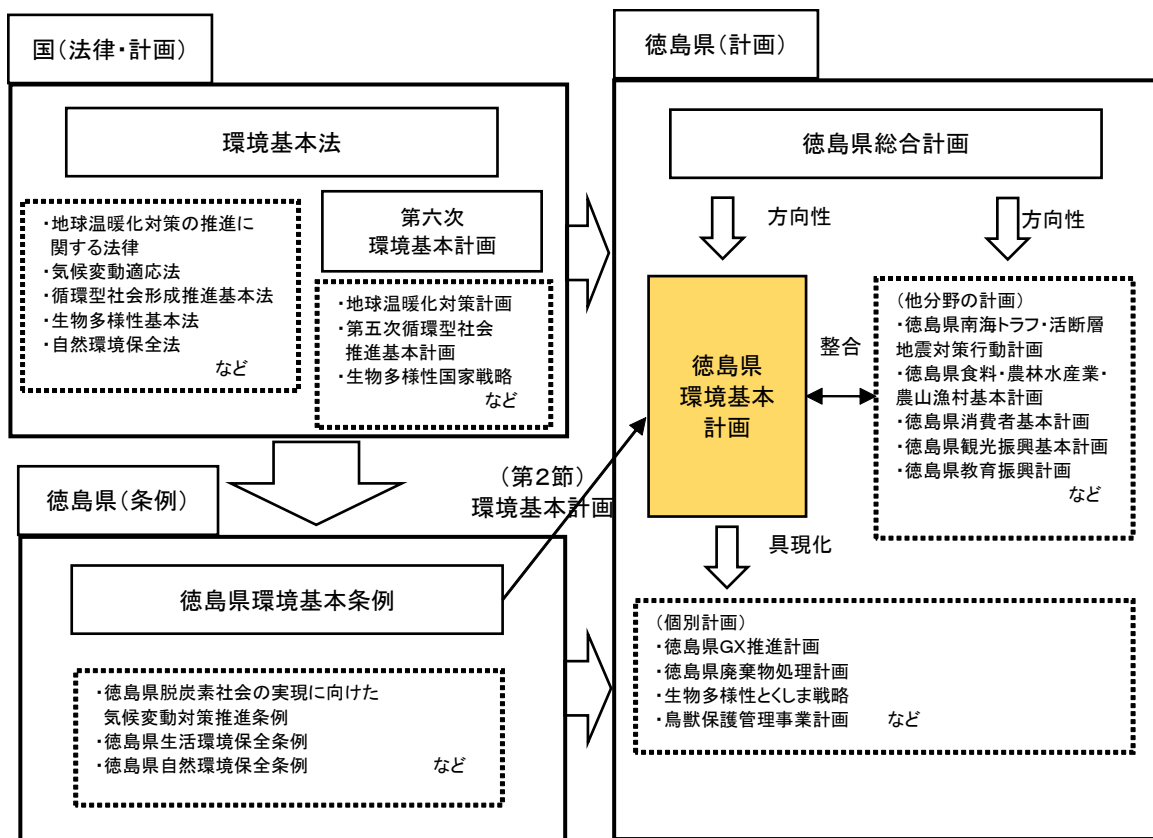 国(法律・計画)
環境基本法
・地球温暖化対策の推進に
関する法律
・気候変動適応法
・循環型社会形成推進基本法
・生物多様性基本法
・自然環境保全法
など
第六次
環境基本計画
・地球温暖化対策計画
・第五次循環型社会
推進基本計画
・生物多様性国家戦略
など
徳島県(条例)
(第2節)
環境基本計画
徳島県環境基本条例
・徳島県脱炭素社会の実現に向けた
気候変動対策推進条例
・徳島県生活環境保全条例
・徳島県自然環境保全条例 など
徳島県(計画)
徳島県総合計画
方向性
方向性
徳島県
環境基本
計画
整合
(他分野の計画)
・徳島県南海トラフ・活断層
地震対策行動計画
・徳島県食料・農林水産業・
農山漁村基本計画
・徳島県消費者基本計画
・徳島県観光振興基本計画
・徳島県教育振興計画
など
具現化
(個別計画)
・徳島県GX推進計画
・徳島県廃棄物処理計画
・生物多様性とくしま戦略
・鳥獣保護管理事業計画 など